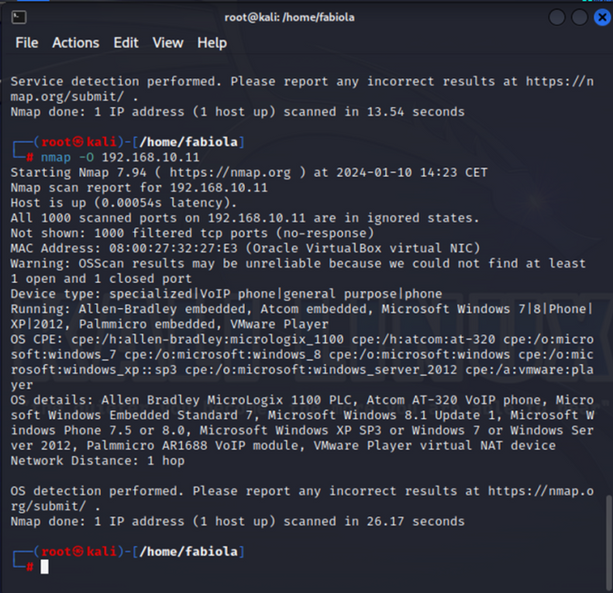 root@kali: /home/fabiola
File Actions Edit View Help
Service detection performed. Please report any incorrect results at https://n
map.org/submit/ .
Nmap done: 1 IP address (1 host up) scanned in 13.54 seconds
┌──(root㉿kali)-[/home/fabiola]
└─# nmap -O 192.168.10.11
Starting Nmap 7.94 ( https://nmap.org ) at 2024-01-10 14:23 CET
Nmap scan report for 192.168.10.11
Host is up (0.00054s latency).
All 1000 scanned ports on 192.168.10.11 are in ignored states.
Not shown: 1000 filtered tcp ports (no-response)
MAC Address: 08:00:27:32:27:E3 (Oracle VirtualBox virtual NIC)
Warning: OSScan results may be unreliable because we could not find at least
1 open and 1 closed port
Device type: specialized|VoIP phone|general purpose|phone
Running: Allen-Bradley embedded, Atcom embedded, Microsoft Windows 7|8|Phone|
XP|2012, Palmmicro embedded, VMware Player
OS CPE: cpe:/h:allen-bradley:micrologix_1100 cpe:/h:atcom:at-320 cpe:/o:micro
soft:windows_7 cpe:/o:microsoft:windows_8 cpe:/o:microsoft:windows cpe:/o:mic
rosoft:windows_xp::sp3 cpe:/o:microsoft:windows_server_2012 cpe:/a:vmware:pla
yer
OS details: Allen Bradley MicroLogix 1100 PLC, Atcom AT-320 VoIP phone, Micro
soft Windows Embedded Standard 7, Microsoft Windows 8.1 Update 1, Microsoft W
indows Phone 7.5 or 8.0, Microsoft Windows XP SP3 or Windows 7 or Windows Ser
ver 2012, Palmmicro AR1688 VoIP module, VMware Player virtual NAT device
Network Distance: 1 hop
OS detection performed. Please report any incorrect results at https://nmap.o
rg/submit/ .
Nmap done: 1 IP address (1 host up) scanned in 26.17 seconds
┌──(root㉿kali)-[/home/fabiola]
└─#